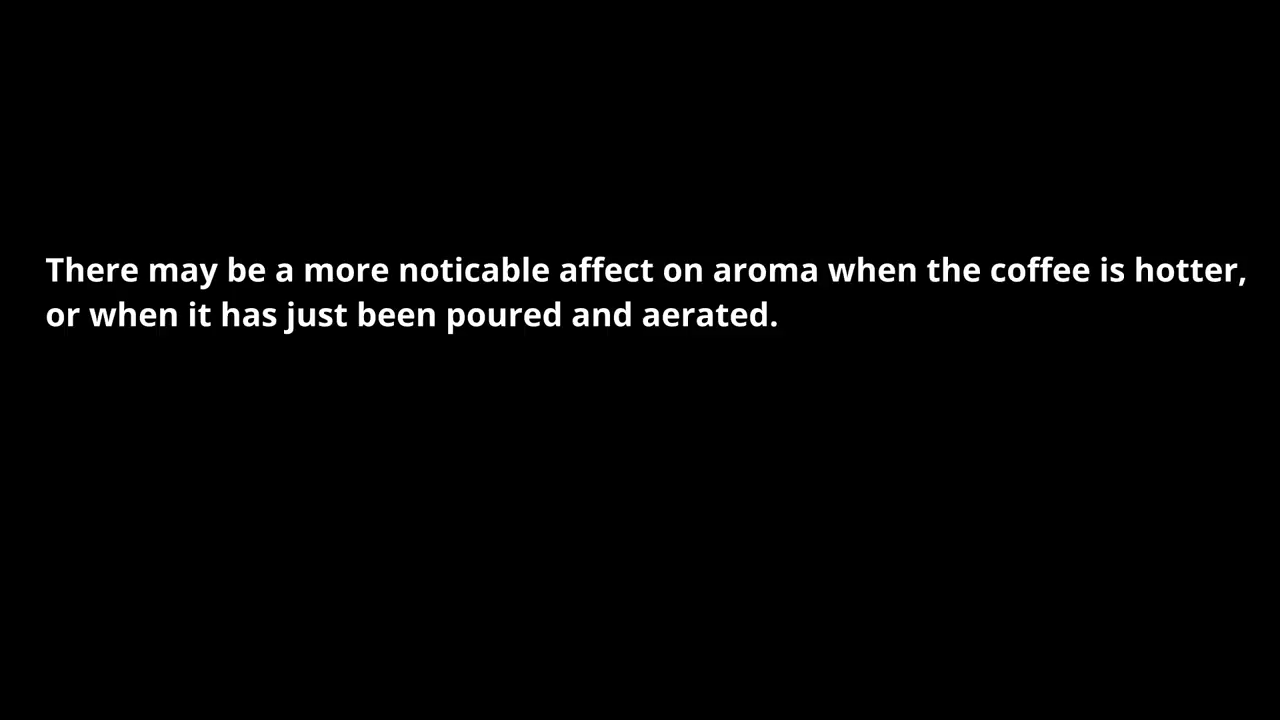 There may be a more noticable affect on aroma when the coffee is hotter,
or when it has just been poured and aerated.